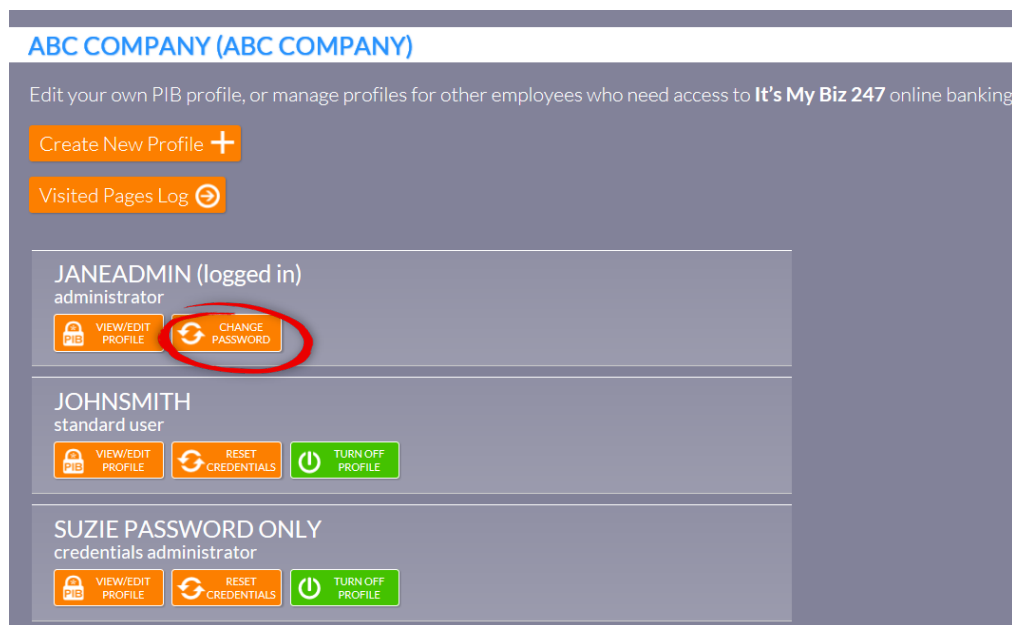 ABC COMPANY (ABC COMPANY)
Edit your own PIB profile, or manage profiles for other employees who need access to It's My Biz 247 online banking
Create New Profile
Visited Pages Log
JANEADMIN (logged in)
administrator
PIB VIEW/EDIT PROFILE
CHANGE PASSWORD
JOHNSMITH
standard user
PIB VIEW/EDIT PROFILE
RESET CREDENTIALS
TURN OFF PROFILE
SUZIE PASSWORD ONLY
credentials administrator
PIB VIEW/EDIT PROFILE
RESET CREDENTIALS
TURN OFF PROFILE